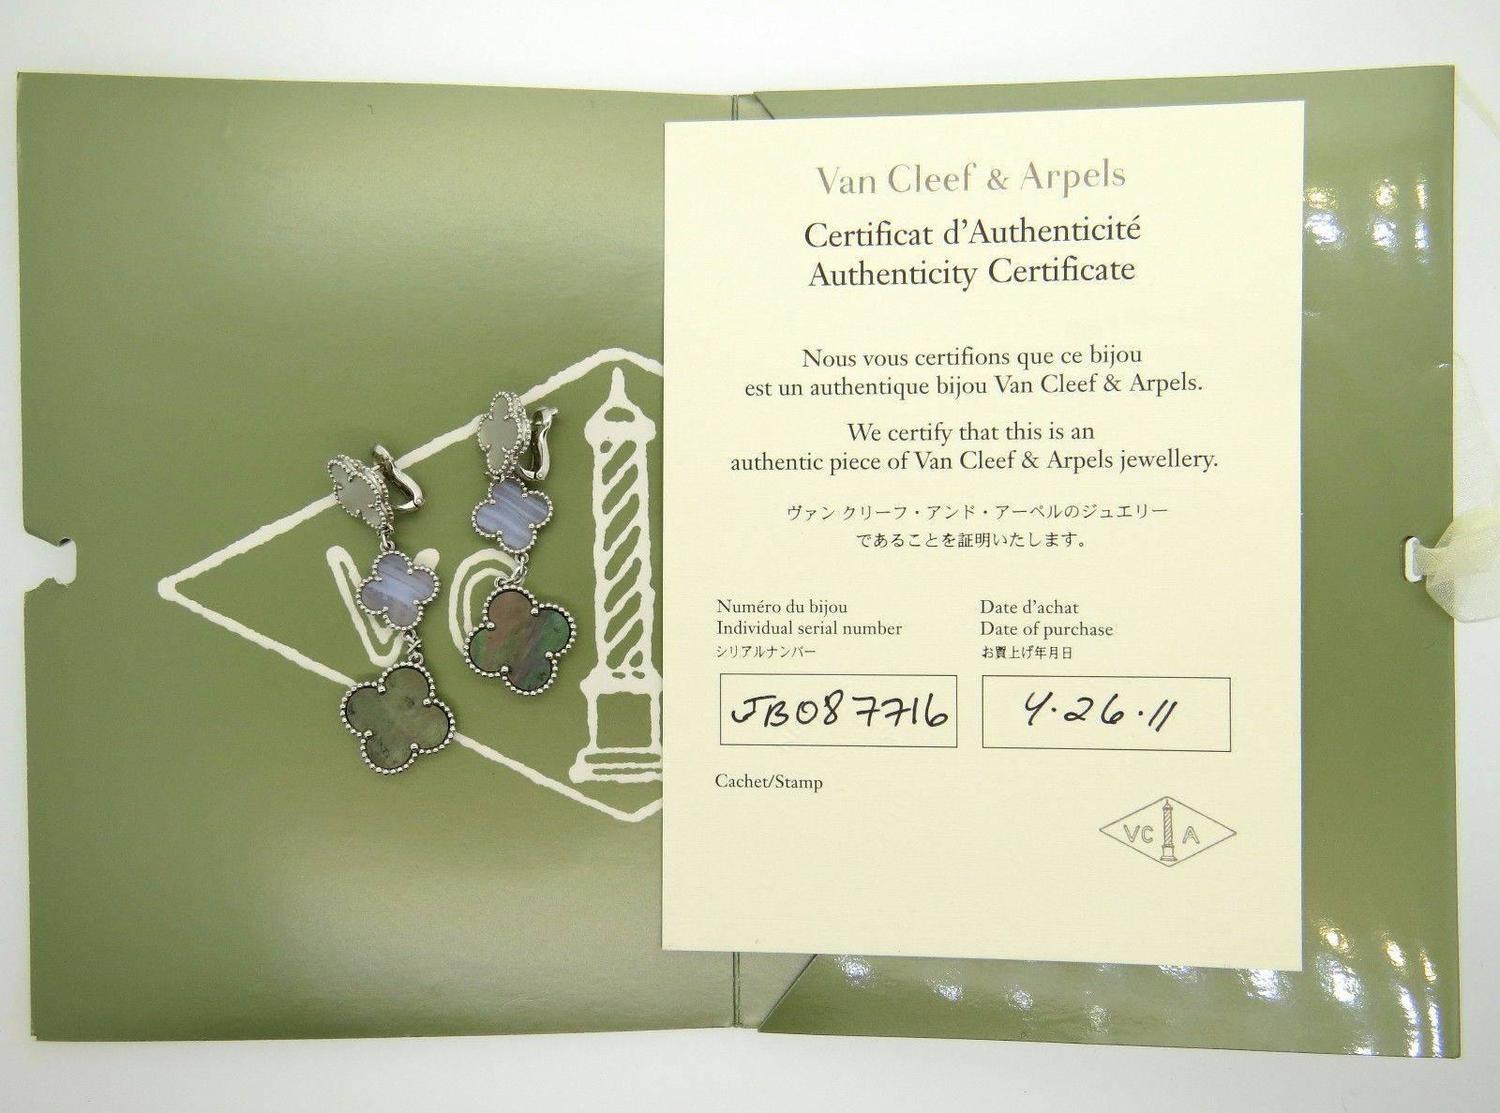 Van Cleef & Arpels
Certificat d'Authenticité
Authenticity Certificate
Nous vous certifions que ce bijou
est un authentique bijou Van Cleef & Arpels.
We certify that this is an
authentic piece of Van Cleef & Arpels jewellery.
ヴァン クリーフ・アンド・アーペルのジュエリー
であることを証明いたします。
Numéro du bijou
Individual serial number
シリアルナンバー
JB087716
Date d'achat
Date of purchase
お買上げ年月日
4.26.11
Cachet/Stamp
VC A
VC